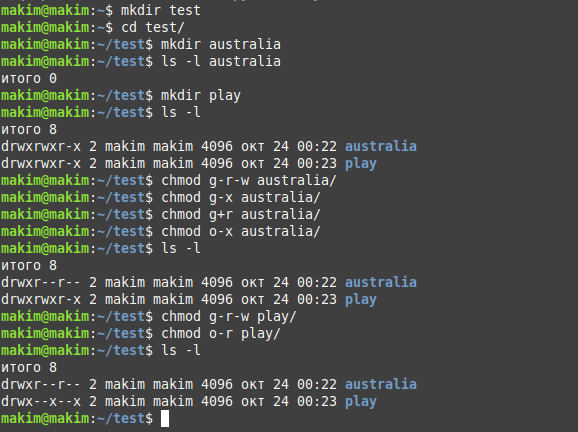 makim@makim:~$ mkdir test
makim@makim:~$ cd test/
makim@makim:~/test$ mkdir australia
makim@makim:~/test$ ls -l australia
итого 0
makim@makim:~/test$ mkdir play
makim@makim:~/test$ ls -l
итого 8
drwxrwxr-x 2 makim makim 4096 окт 24 00:22 australia
drwxrwxr-x 2 makim makim 4096 окт 24 00:23 play
makim@makim:~/test$ chmod g-r-w australia/
makim@makim:~/test$ chmod g-x australia/
makim@makim:~/test$ chmod g+r australia/
makim@makim:~/test$ chmod o-x australia/
makim@makim:~/test$ ls -l
итого 8
drwxr--r-- 2 makim makim 4096 окт 24 00:22 australia
drwxrwxr-x 2 makim makim 4096 окт 24 00:23 play
makim@makim:~/test$ chmod g-r-w play/
makim@makim:~/test$ chmod o-r play/
makim@makim:~/test$ ls -l
итого 8
drwxr--r-- 2 makim makim 4096 окт 24 00:22 australia
drwx--x--x 2 makim makim 4096 окт 24 00:23 play
makim@makim:~/test$